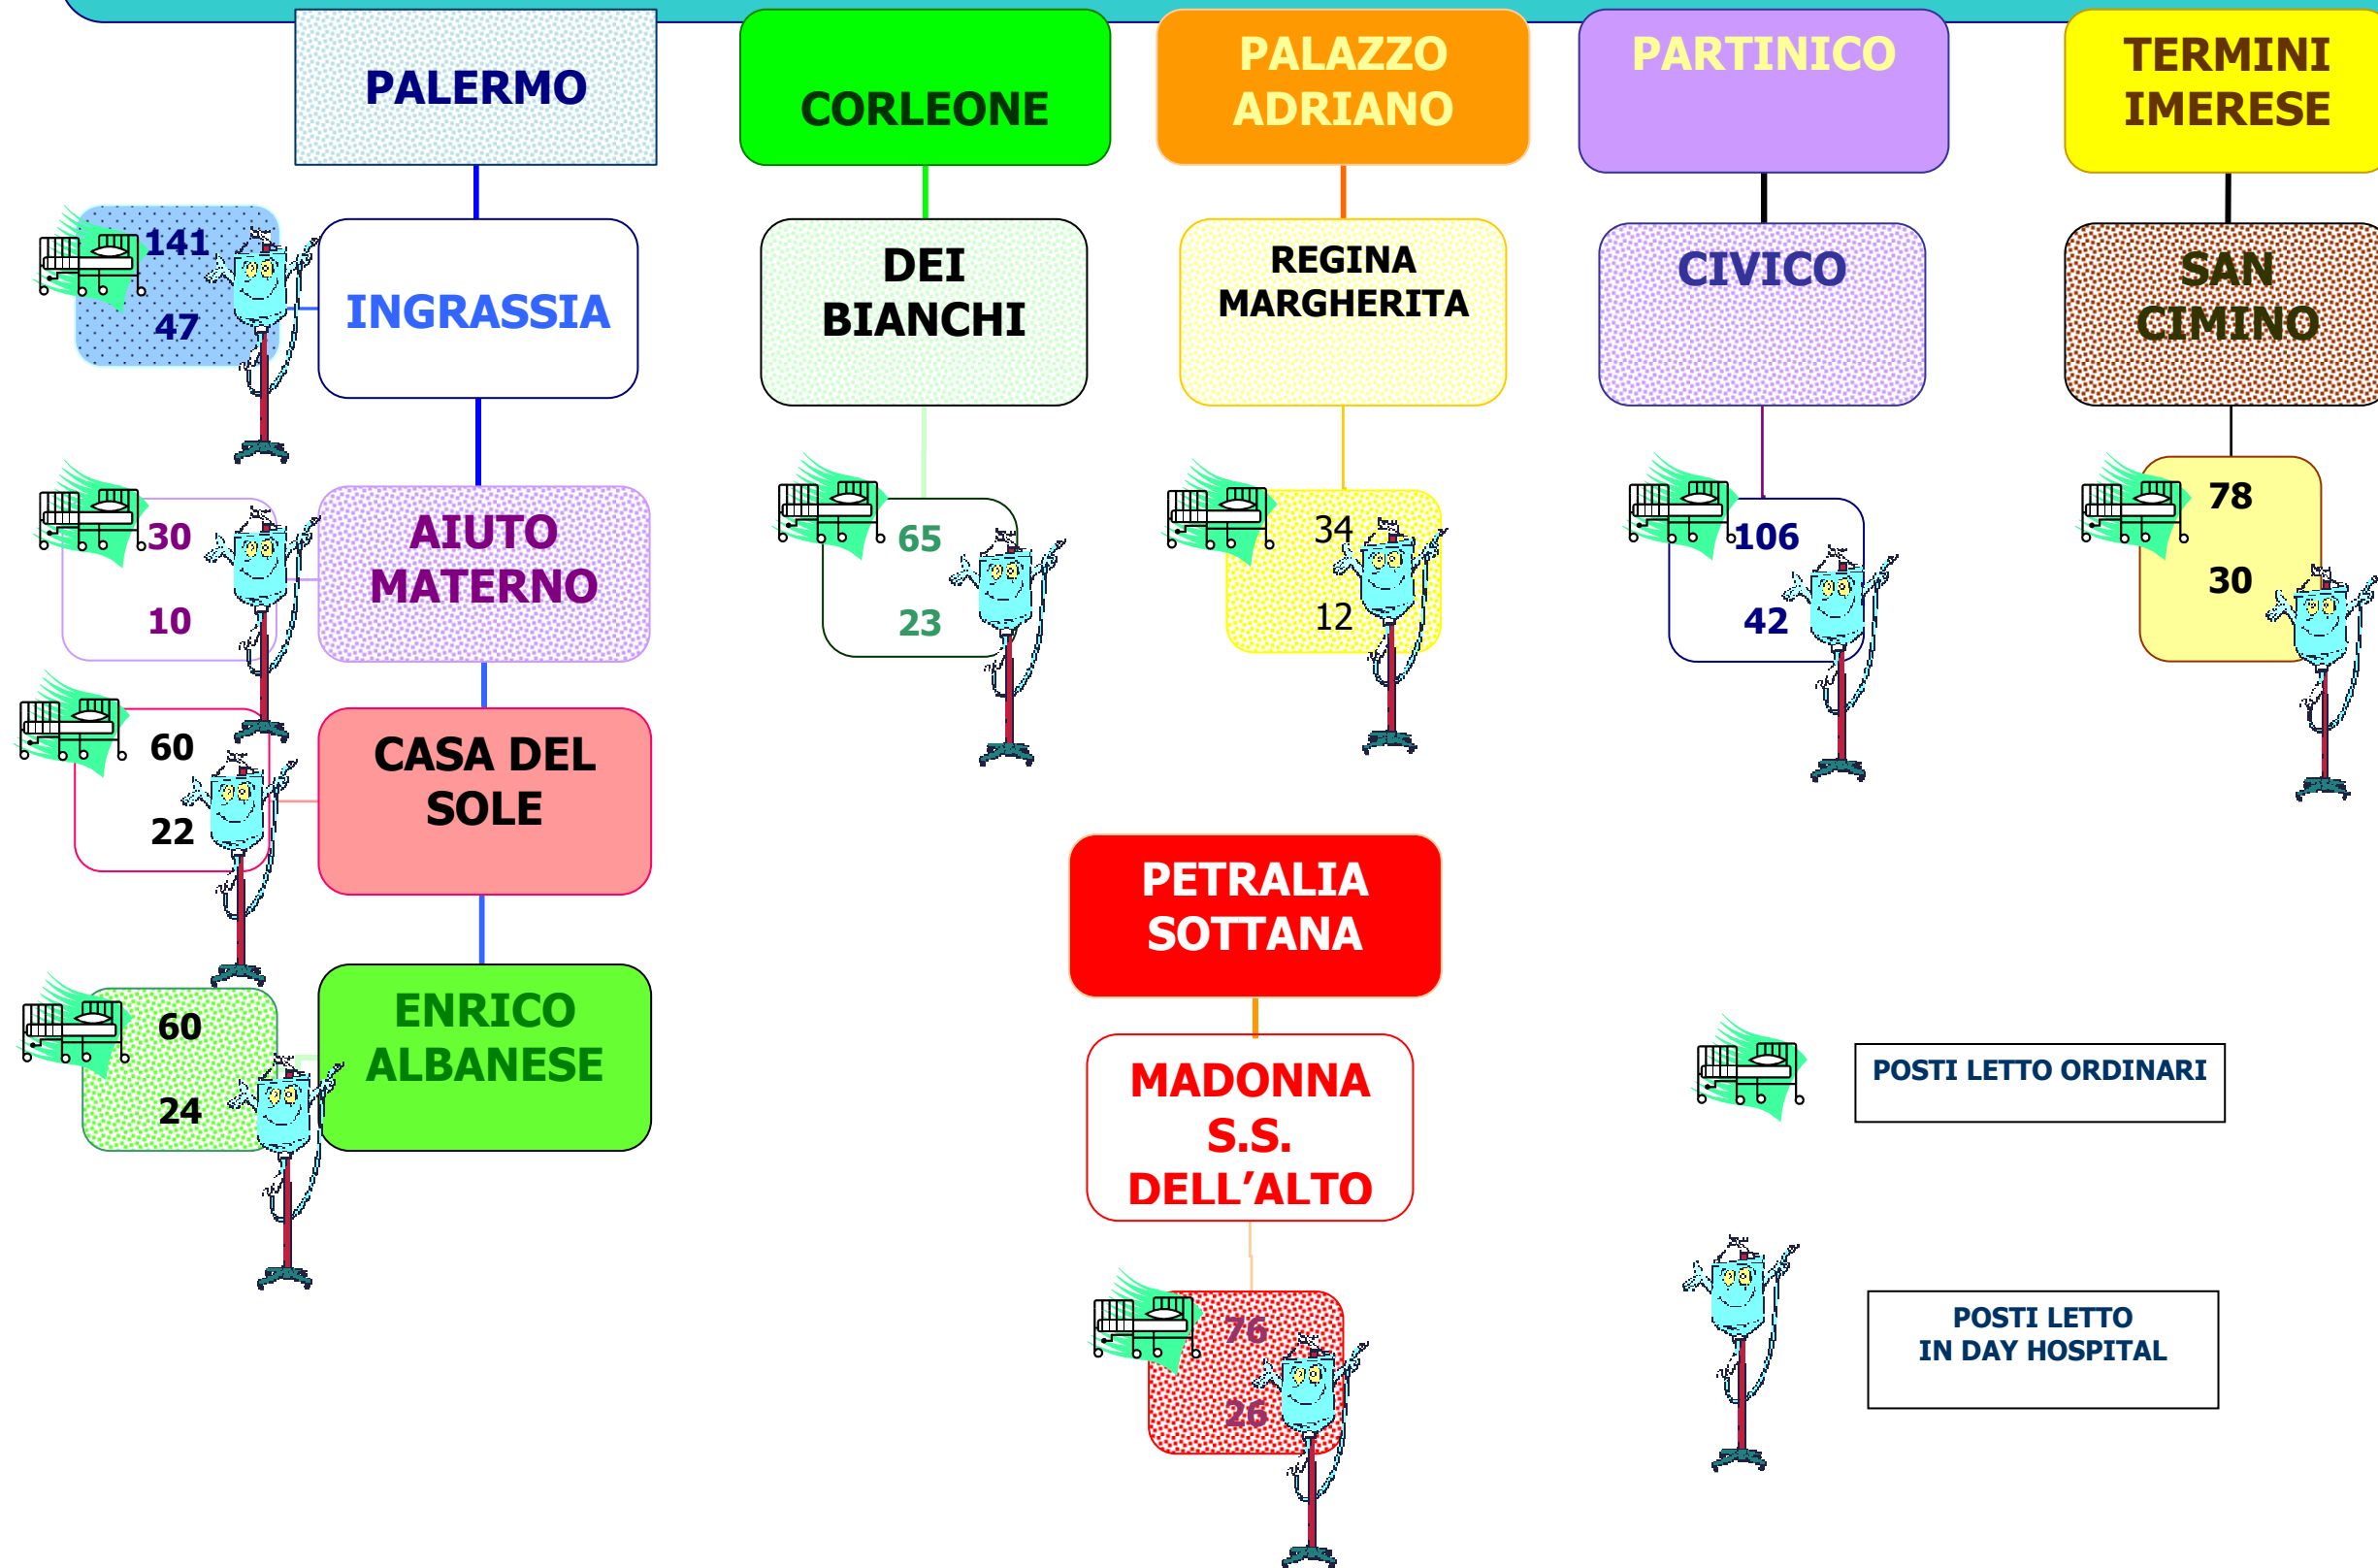 PALERMO
INGRASSIA
141
47
AIUTO
MATERNO
30
10
CASA DEL
SOLE
60
22
ENRICO
ALBANESE
60
24
CORLEONE
DEI
BIANCHI
65
23
PALAZZO
ADRIANO
REGINA
MARGHERITA
34
12
PARTINICO
CIVICO
106
42
TERMINI
IMERESE
SAN
CIMINO
78
30
PETRALIA
SOTTANA
MADONNA
S.S.
DELL’ALTO
76
26
POSTI LETTO ORDINARI
POSTI LETTO
IN DAY HOSPITAL